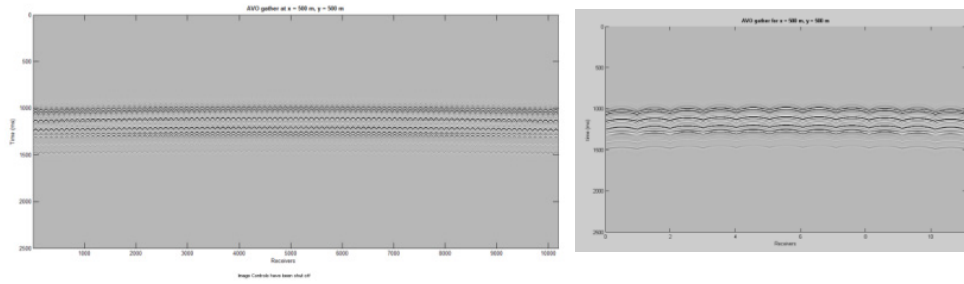 AVO gather at x = 500 m, y = 500 m
0
500
1000
1500
2000
2500
Time (ms)
1000 2000 3000 4000 5000 6000 7000 8000 9000 10000
Receivers
Image Controls have been shut off
AVO gather for x = 500 m, y = 500 m
0
500
1000
1500
2000
2500
time (ms)
0 2 4 6 8 10
Receivers